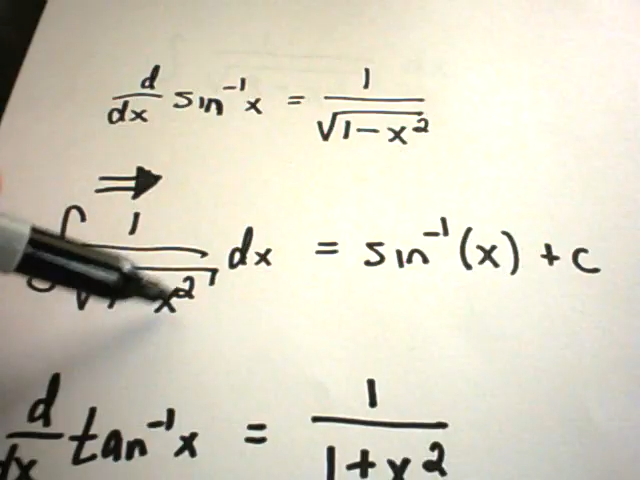 d/dx sin⁻¹x = 1/√(1-x²)
⇒
∫ 1/√(1 x²) dx = sin⁻¹(x) + c
d/dx tan⁻¹x = 1/(1+x²)